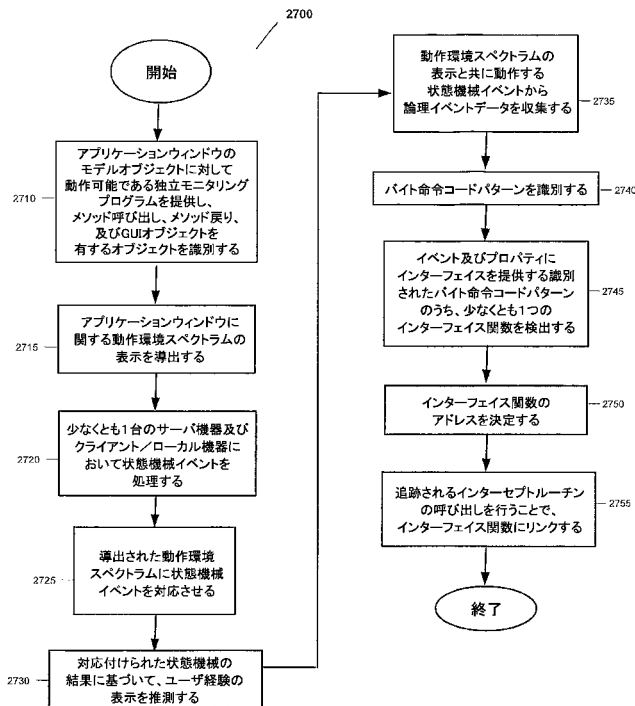 2700
開始
2710
アプリケーションウィンドウの
モデルオブジェクトに対して
動作可能である独立モニタリング
プログラムを提供し、
メソッド呼び出し、メソッド戻り、
及びGUIオブジェクトを
有するオブジェクトを識別する
2715
アプリケーションウィンドウに
関する動作環境スペクトラムの
表示を導出する
2720
少なくとも1台のサーバ機器及び
クライアント／ローカル機器に
おいて状態機械イベントを
処理する
2725
導出された動作環境
スペクトラムに状態機械
イベントを対応させる
2730
対応付けられた状態機械の
結果に基づいて、ユーザ経験の
表示を推測する
動作環境スペクトラムの
表示と共に動作する
状態機械イベントから
論理イベントデータを収集する
2735
バイト命令コードパターンを識別する
2740
イベント及びプロパティに
インターフェイスを提供する識別
されたバイト命令コードパターン
のうち、少なくとも1つの
インターフェイス関数を検出する
2745
インターフェイス関数の
アドレスを決定する
2750
追跡されるインターセプトルーチン
の呼び出しを行うことで、
インターフェイス関数にリンクする
2755
終了